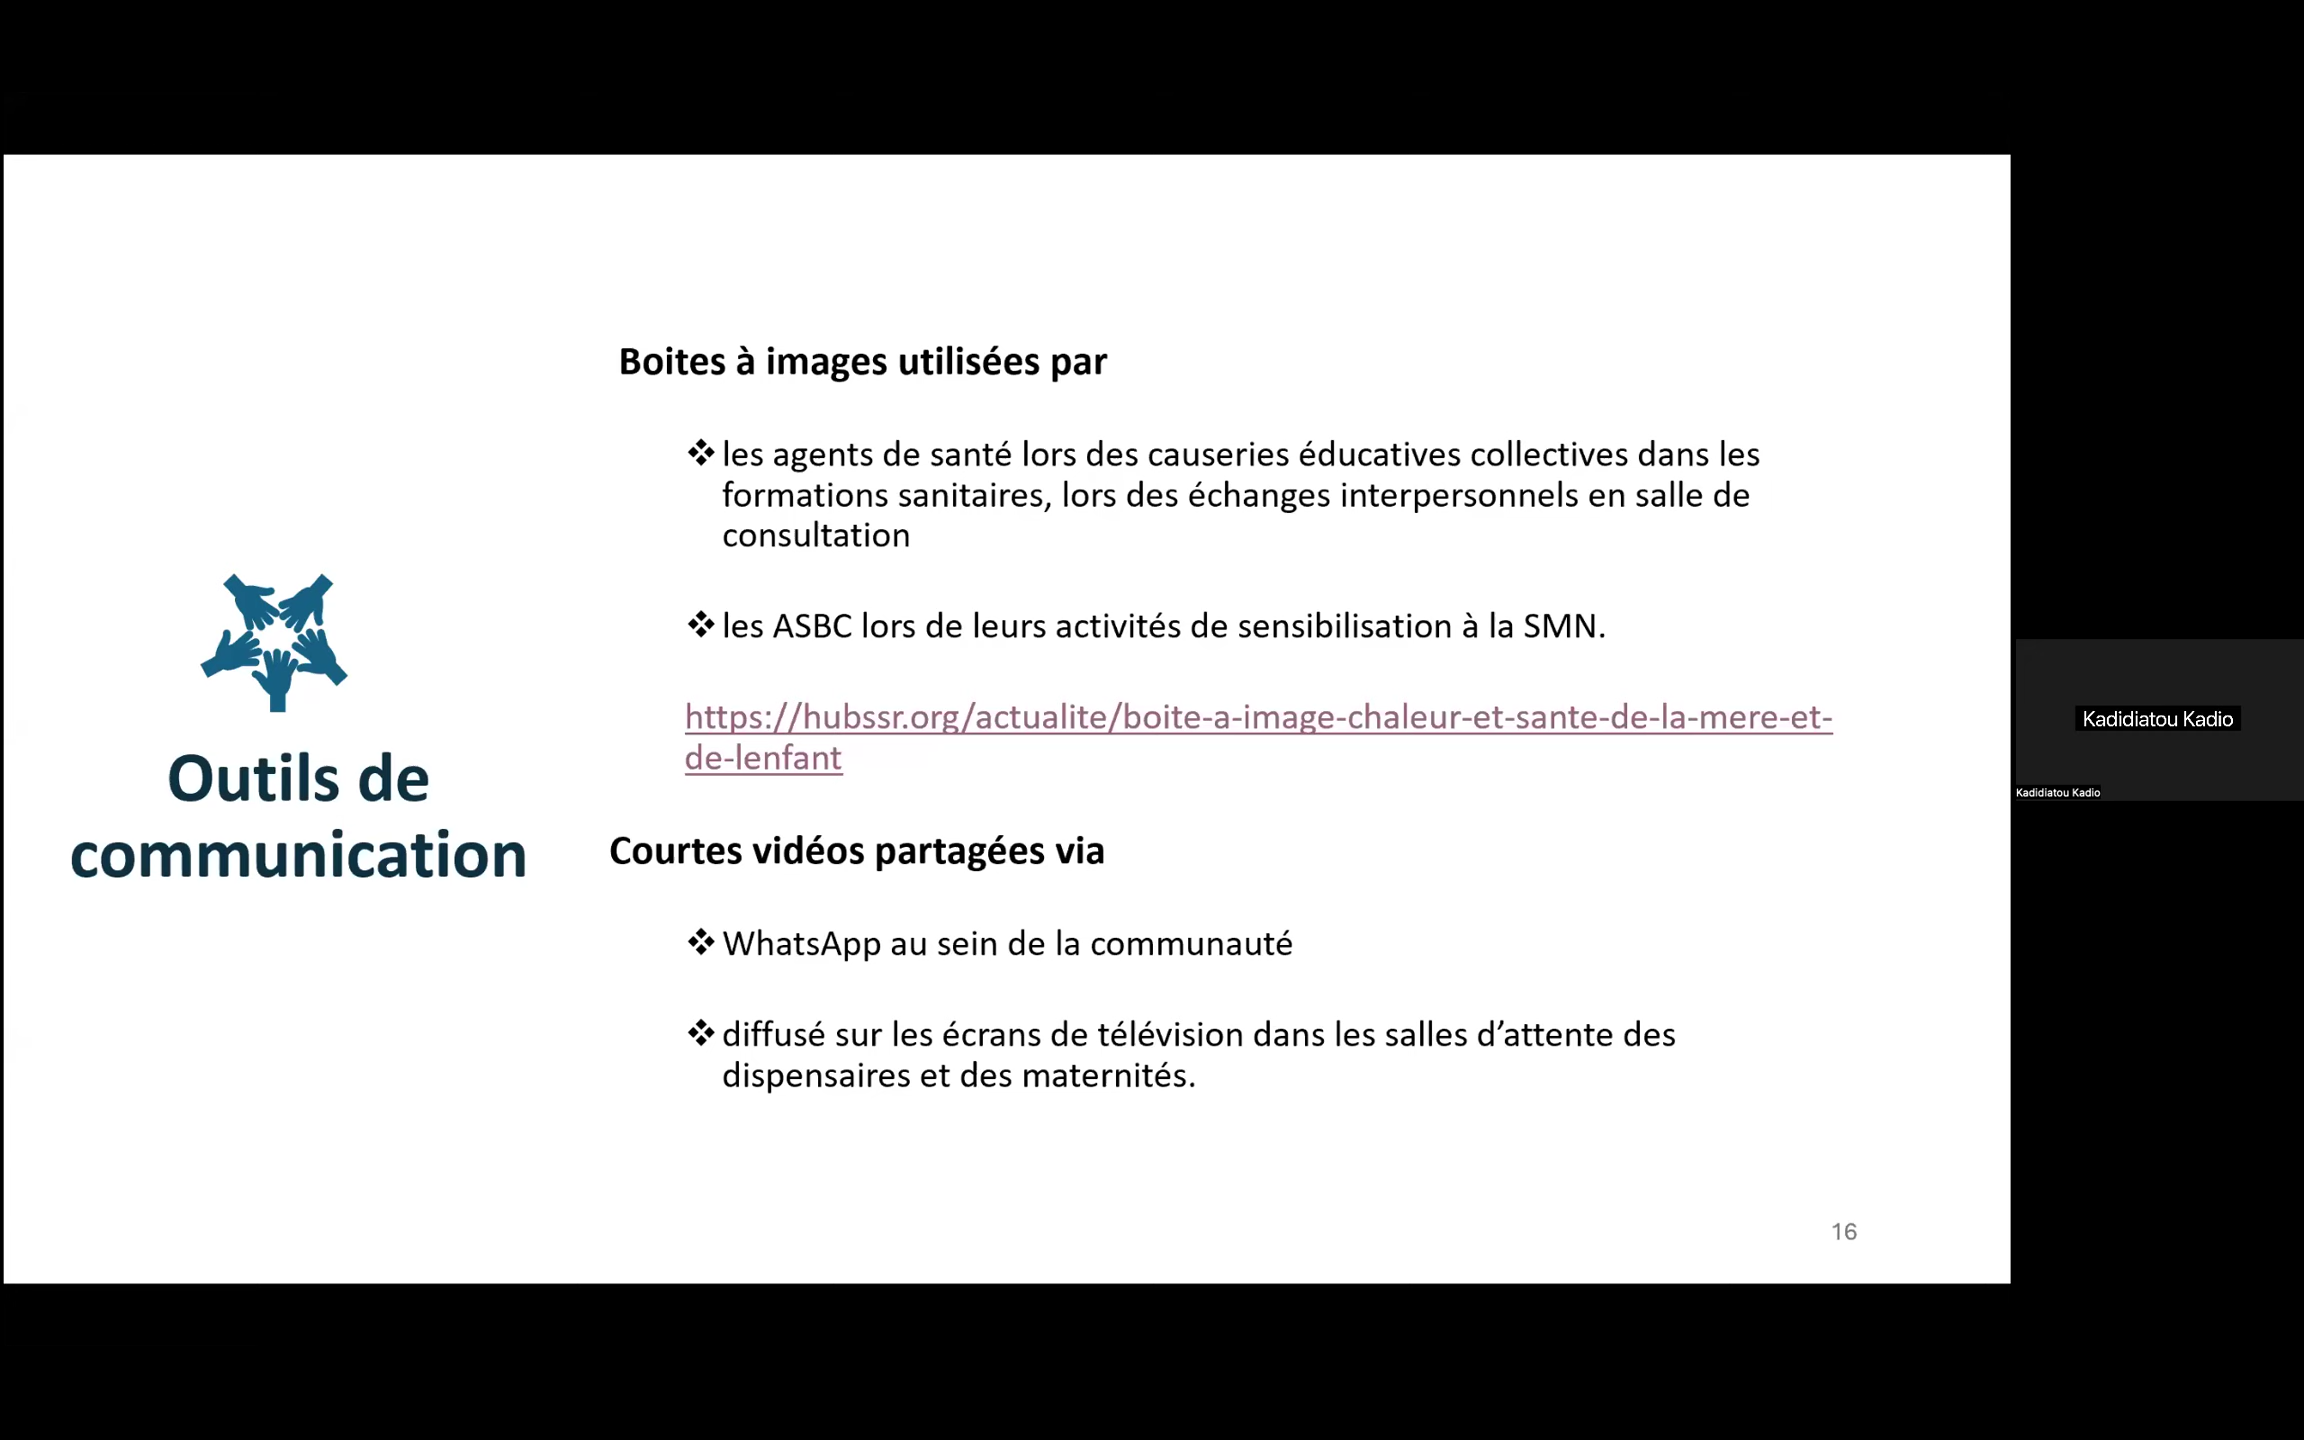 Outils de
communication
Boites à images utilisées par
❖ les agents de santé lors des causeries éducatives collectives dans les
formations sanitaires, lors des échanges interpersonnels en salle de
consultation
❖ les ASBC lors de leurs activités de sensibilisation à la SMN.
https://hubssr.org/actualite/boite-a-image-chaleur-et-sante-de-la-mere-et-
de-lenfant
Courtes vidéos partagées via
❖ WhatsApp au sein de la communauté
❖ diffusé sur les écrans de télévision dans les salles d’attente des
dispensaires et des maternités.
16
Kadidiatou Kadio
Kadidiatou Kadio